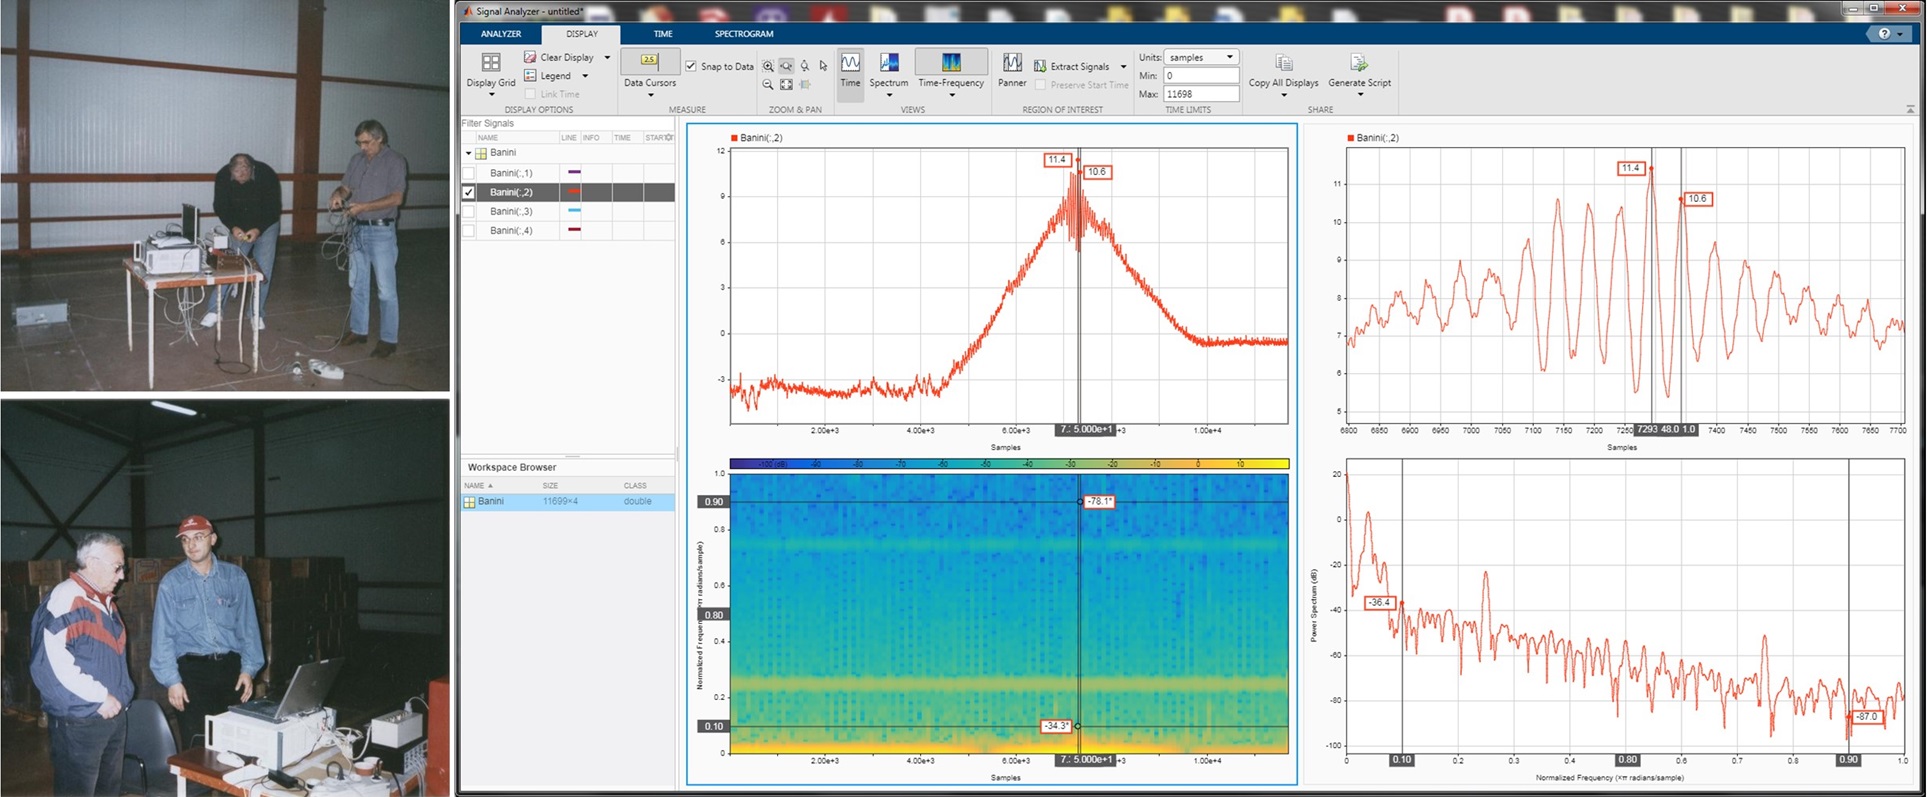 Signal Analyzer - untitled*
ANALYZER DISPLAY TIME SPECTROGRAM
Display Grid
Clear Display
Legend
Link Time
DISPLAY OPTIONS
2.5
Data Cursors
Snap to Data
MEASURE
ZOOM & PAN
Time
Spectrum
Time-Frequency
VIEWS
Panner
Extract Signals
Preserve Start Time
REGION OF INTEREST
Units: samples
Min: 0
Max: 11698
TIME LIMITS
Copy All Displays
Generate Script
SHARE
Filter Signals
NAME LINE INFO TIME START
Banini
Banini(:,1)
Banini(:,2)
Banini(:,3)
Banini(:,4)
Workspace Browser
NAME SIZE CLASS
Banini 11699×4 double
Banini(:,2)
12
9
6
3
0
-3
11.4
10.6
2.00e+3 4.00e+3 6.00e+3 5.000e+1 1.00e+4
Samples
-100 (dB) -90 -80 -70 -60 -50 -40 -30 -20 -10 0 10
1.0
0.90
0.8
0.6
0.80
0.4
0.2
0.10
0
-78.1*
-34.3*
2.00e+3 4.00e+3 6.00e+3 5.000e+1 1.00e+4
Samples
Banini(:,2)
11
10
9
8
7
6
5
11.4
10.6
6800 6850 6900 6950 7000 7050 7100 7150 7200 7250 7293 48.0 1.0 7400 7450 7500 7550 7600 7650 7700
Samples
20
0
-20
-40
-60
-80
-100
Power Spectrum (dB)
-36.4
-87.0
0 0.10 0.2 0.3 0.4 0.80 0.6 0.7 0.8 0.90 1.0
Normalized Frequency (×π radians/sample)